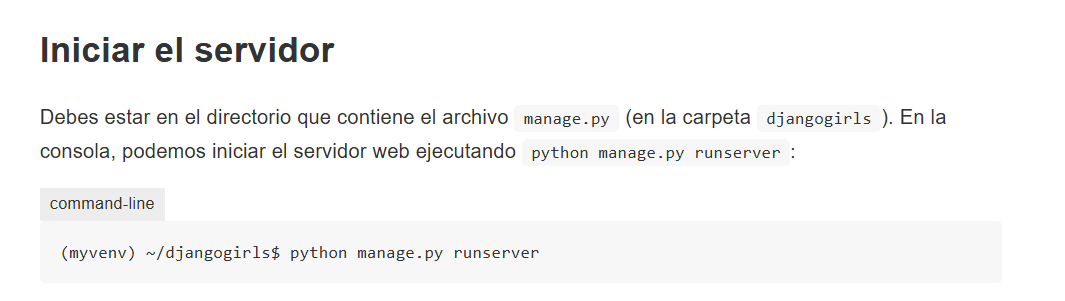 Iniciar el servidor
Debes estar en el directorio que contiene el archivo manage.py (en la carpeta djangogirls ). En la
consola, podemos iniciar el servidor web ejecutando python manage.py runserver :
command-line
(myvenv) ~/djangogirls$ python manage.py runserver